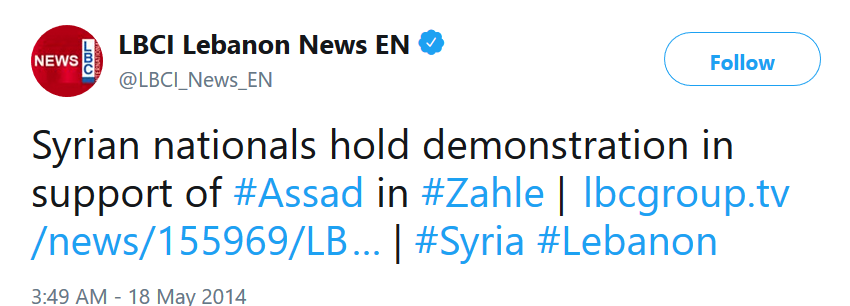 NEWS
LBC
LBCI Lebanon News EN
@LBCI_News_EN
Follow
Syrian nationals hold demonstration in
support of #Assad in #Zahle | lbcgroup.tv
/news/155969/LB... | #Syria #Lebanon
3:49 AM - 18 May 2014